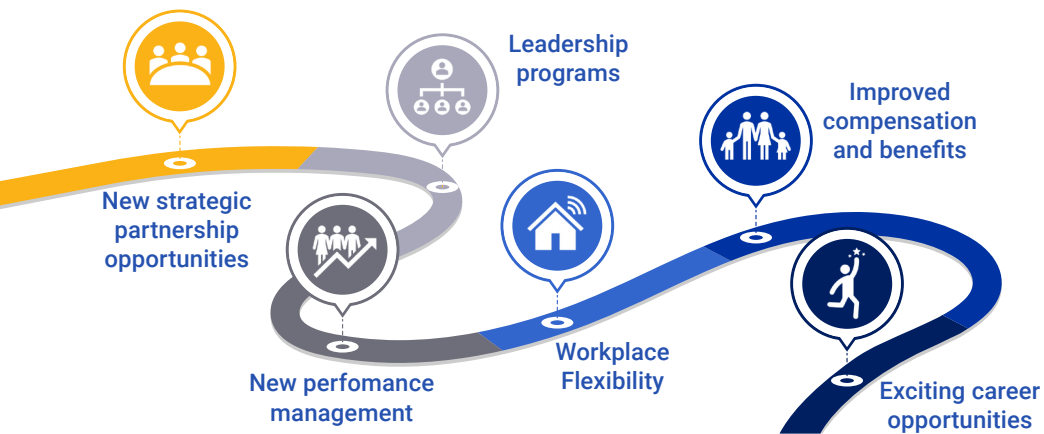 New strategic
partnership
opportunities
Leadership
programs
New perfomance
management
Workplace
Flexibility
Improved
compensation
and benefits
Exciting career
opportunities